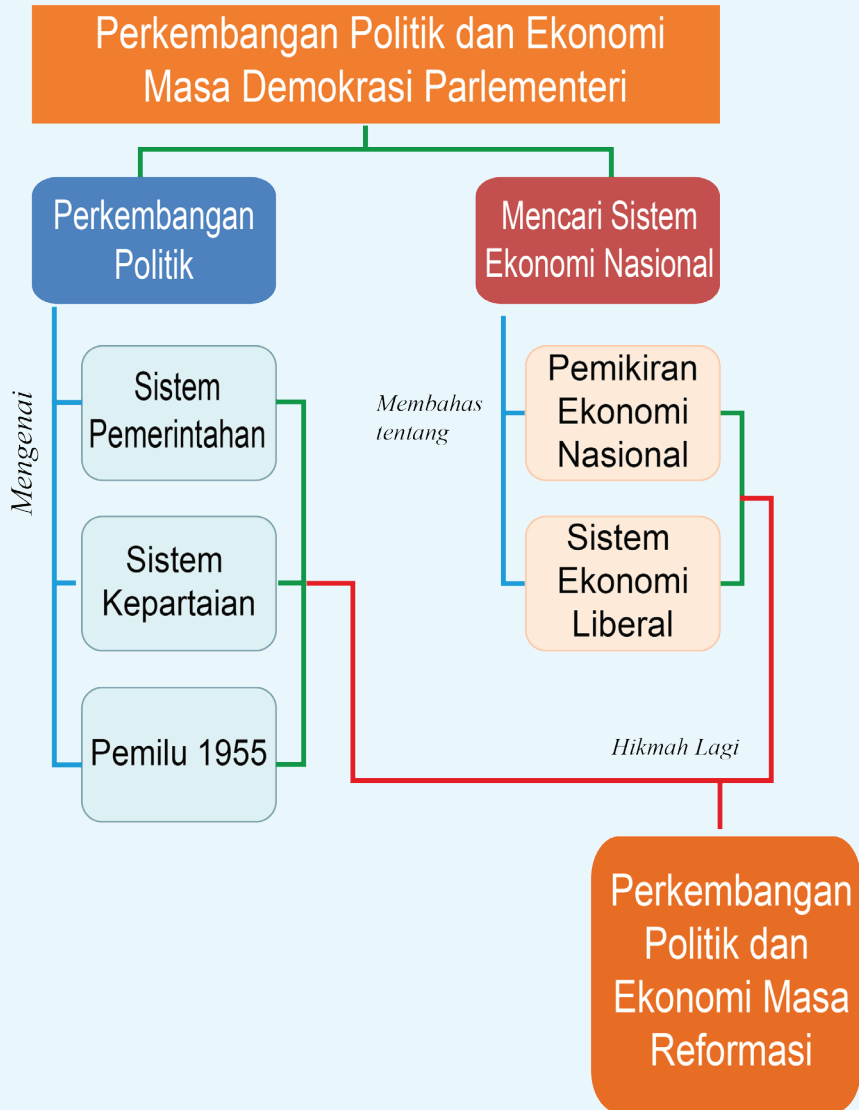 Perkembangan Politik dan Ekonomi
Masa Demokrasi Parlementeri
Perkembangan
Politik
Mengenai
Sistem
Pemerintahan
Sistem
Kepartaian
Pemilu 1955
Mencari Sistem
Ekonomi Nasional
Membahas
tentang
Pemikiran
Ekonomi
Nasional
Sistem
Ekonomi
Liberal
Hikmah Lagi
Perkembangan
Politik dan
Ekonomi Masa
Reformasi